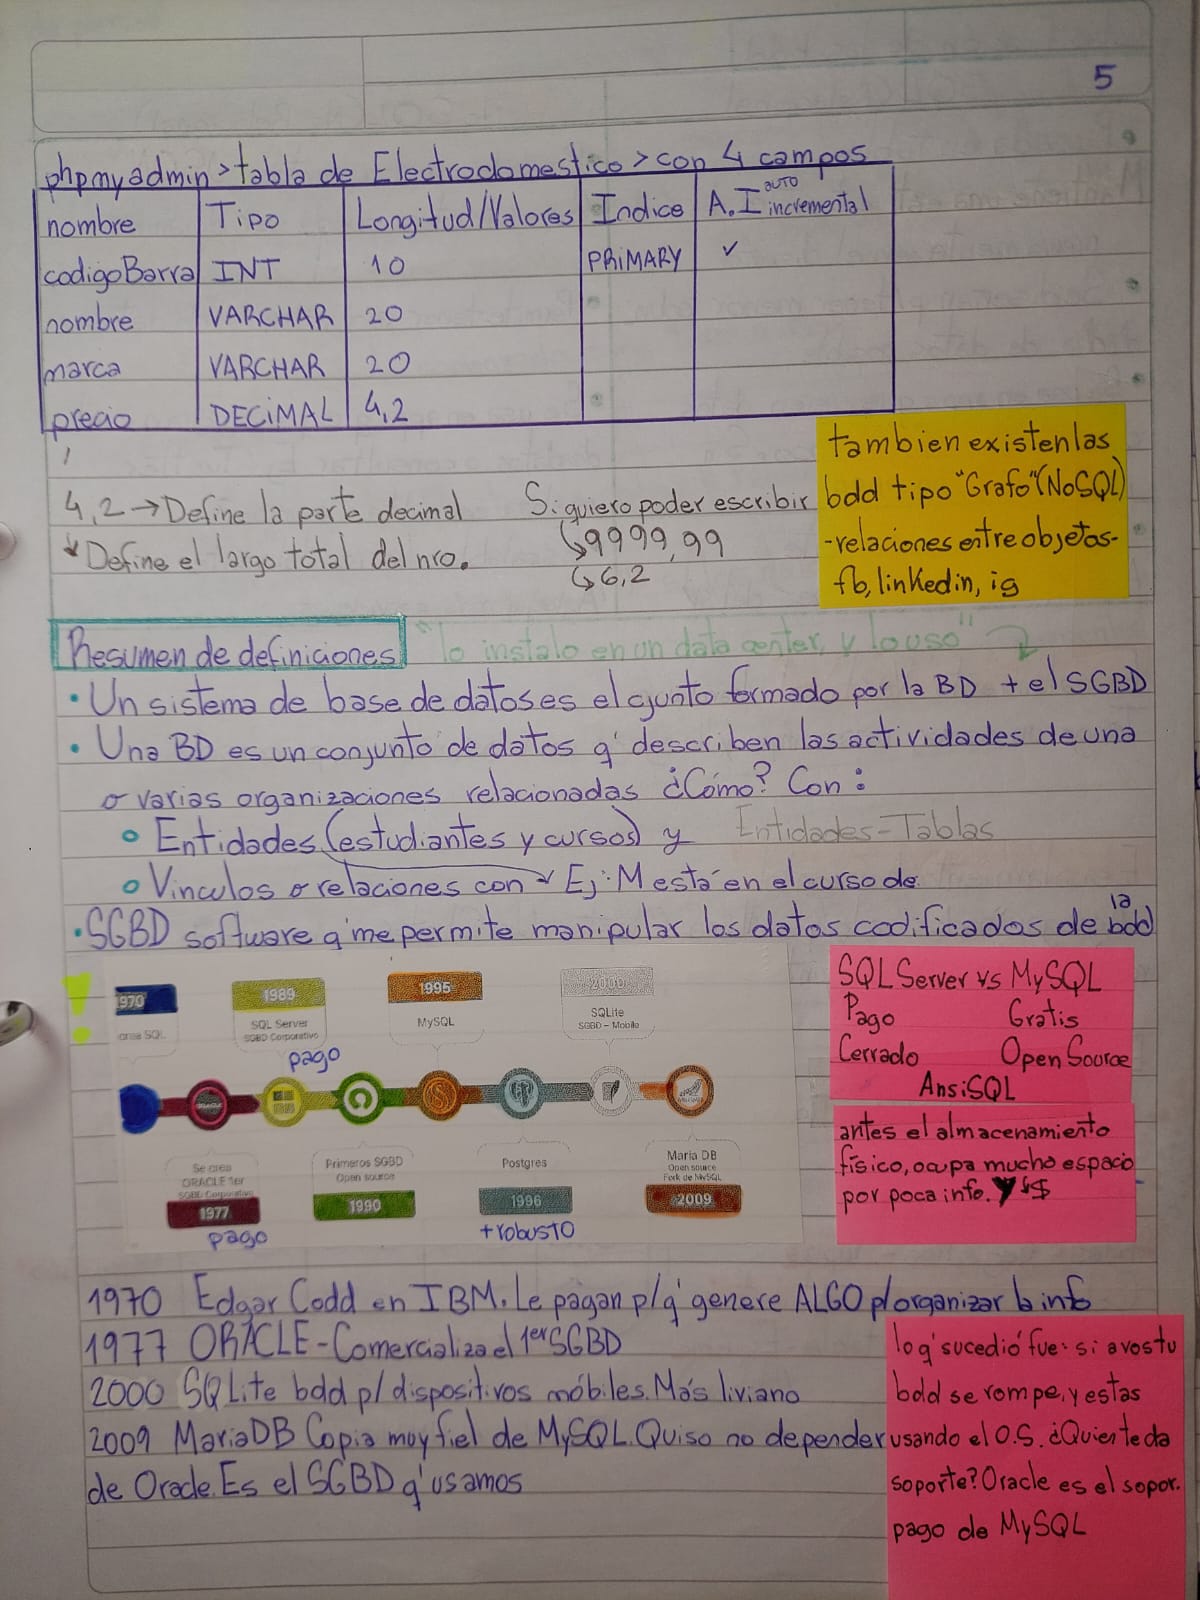 5
phpmyadmin > tabla de Electrodomestico > con 4 campos
nombre Tipo Longitud/Valores Indice A.I auto incremental
codigoBarra INT 10 PRIMARY ✓
nombre VARCHAR 20
marca VARCHAR 20
precio DECIMAL 4,2
4,2 → Define la parte decimal
Define el largo total del nro.
Si quiero poder escribir
↳ 9999,99
↳ 6,2
tambien existen las
bdd tipo "Grafo" (NoSQL)
-relaciones entre objetos-
fb, linkedin, ig
Resumen de definiciones
"lo instalo en un data center, y lo uso"
• Un sistema de base de datos es el cjunto formado por la BD + el SGBD
• Una BD es un conjunto de datos q' describen las actividades de una
o varias organizaciones relacionadas ¿Cómo? Con:
Entidades (estudiantes y cursos) y Entidades-Tablas
Vinculos o relaciones con Ej: M está en el curso de
• SGBD software q' me permite manipular los datos codificados de la bdd
1970
area SQL
1989
SQL Server
SGBD Corporativo
pago
1995
MySQL
2000
SQLite
SGBD - Mobile
Se crea
ORACLE 1er
SGBD Corporativo
1977
pago
Primeros SGBD
Open source
1990
Postgres
1996
+robusto
Maria DB
Open source
Fork de MySQL
2009
SQL Server vs MySQL
Pago Gratis
Cerrado Open Source
AnsiSQL
antes el almacenamiento
físico, ocupa mucho espacio
por poca info. y ↓$
1970 Edgar Codd en IBM. Le pagan p/q' genere ALGO p/organizar la info
1977 ORACLE - Comercializa el 1er SGBD
2000 SQLite bdd p/ dispositivos móbiles. Más liviano
2009 MariaDB Copia muy fiel de MySQL. Quiso no depender
de Oracle. Es el SGBD q' usamos
lo q' sucedió fue: si a vos tu
bdd se rompe, y estas
usando el O.S. ¿Quien te da
soporte? Oracle es el sopor.
pago de MySQL